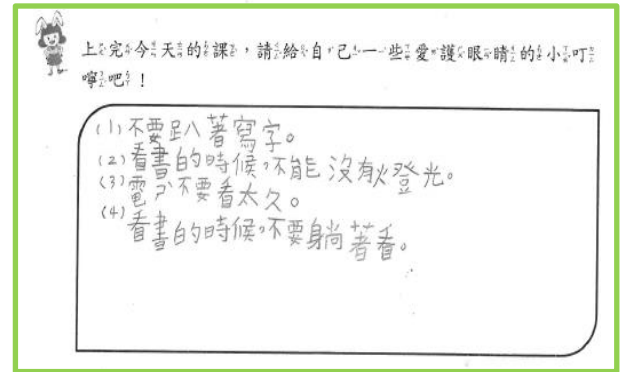 上完今天的課，請給自己一些愛護眼睛的小叮
嚀吧！
(1)不要趴著寫字。
(2)看書的時候，不能沒有燈光。
(3)電ㄕˋ不要看太久。
(4)看書的時候，不要躺著看。